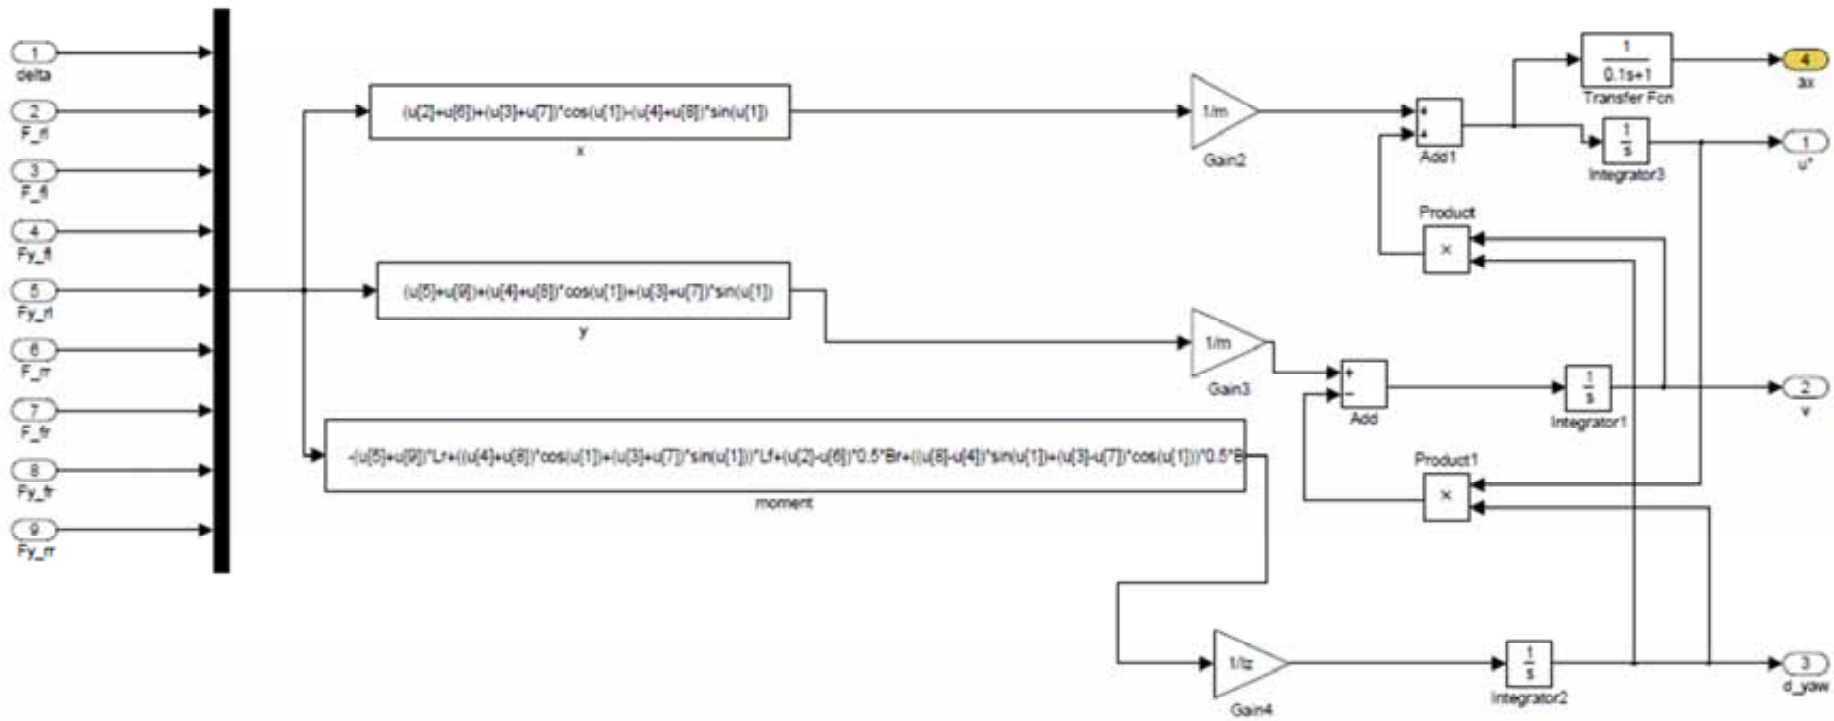 1
delta
2
F_rl
3
F_fl
4
Fy_fl
5
Fy_rl
6
F_rr
7
F_fr
8
Fy_fr
9
Fy_rr
(u[2]+u[6])+(u[3]+u[7])*cos(u[1])-(u[4]+u[8])*sin(u[1])
x
(u[5]+u[9])+(u[4]+u[8])*cos(u[1])+(u[3]+u[7])*sin(u[1])
y
-(u[5]+u[9])*Lr+((u[4]+u[8])*cos(u[1])+(u[3]+u[7])*sin(u[1]))*Lf+(u[2]-u[6])*0.5*Br+((u[8]-u[4])*sin(u[1])+(u[3]-u[7])*cos(u[1]))*0.5*B
moment
1/m
Gain2
1/m
Gain3
1/Iz
Gain4
+
+
Add1
Product
×
+
-
Add
Product1
×
1
0.1s+1
Transfer Fcn
1
s
Integrator3
1
s
Integrator1
1
s
Integrator2
4
ax
1
u"
2
v
3
d_yaw